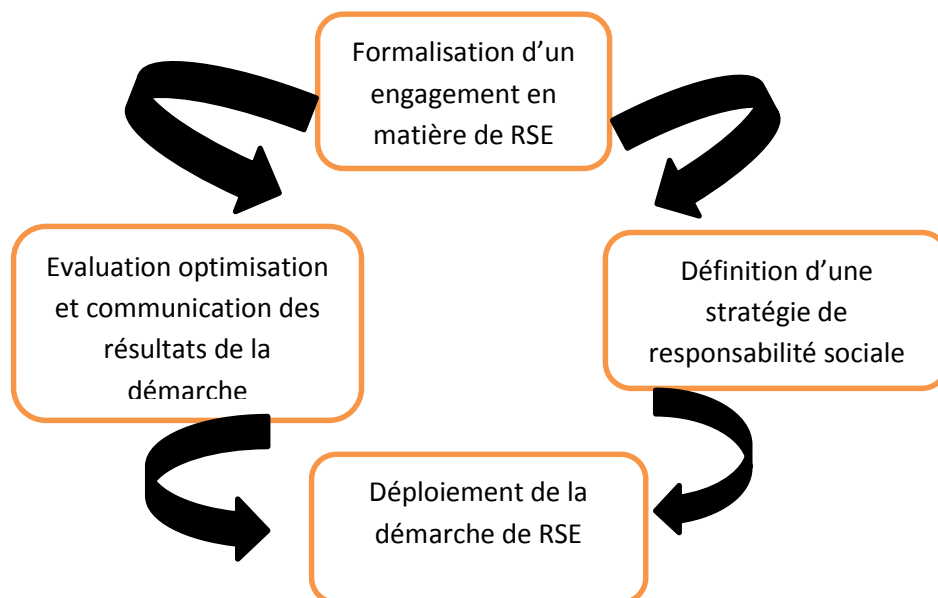 Formalisation d’un
engagement en
matière de RSE
Evaluation optimisation
et communication des
résultats de la
démarche
Définition d’une
stratégie de
responsabilité sociale
Déploiement de la
démarche de RSE